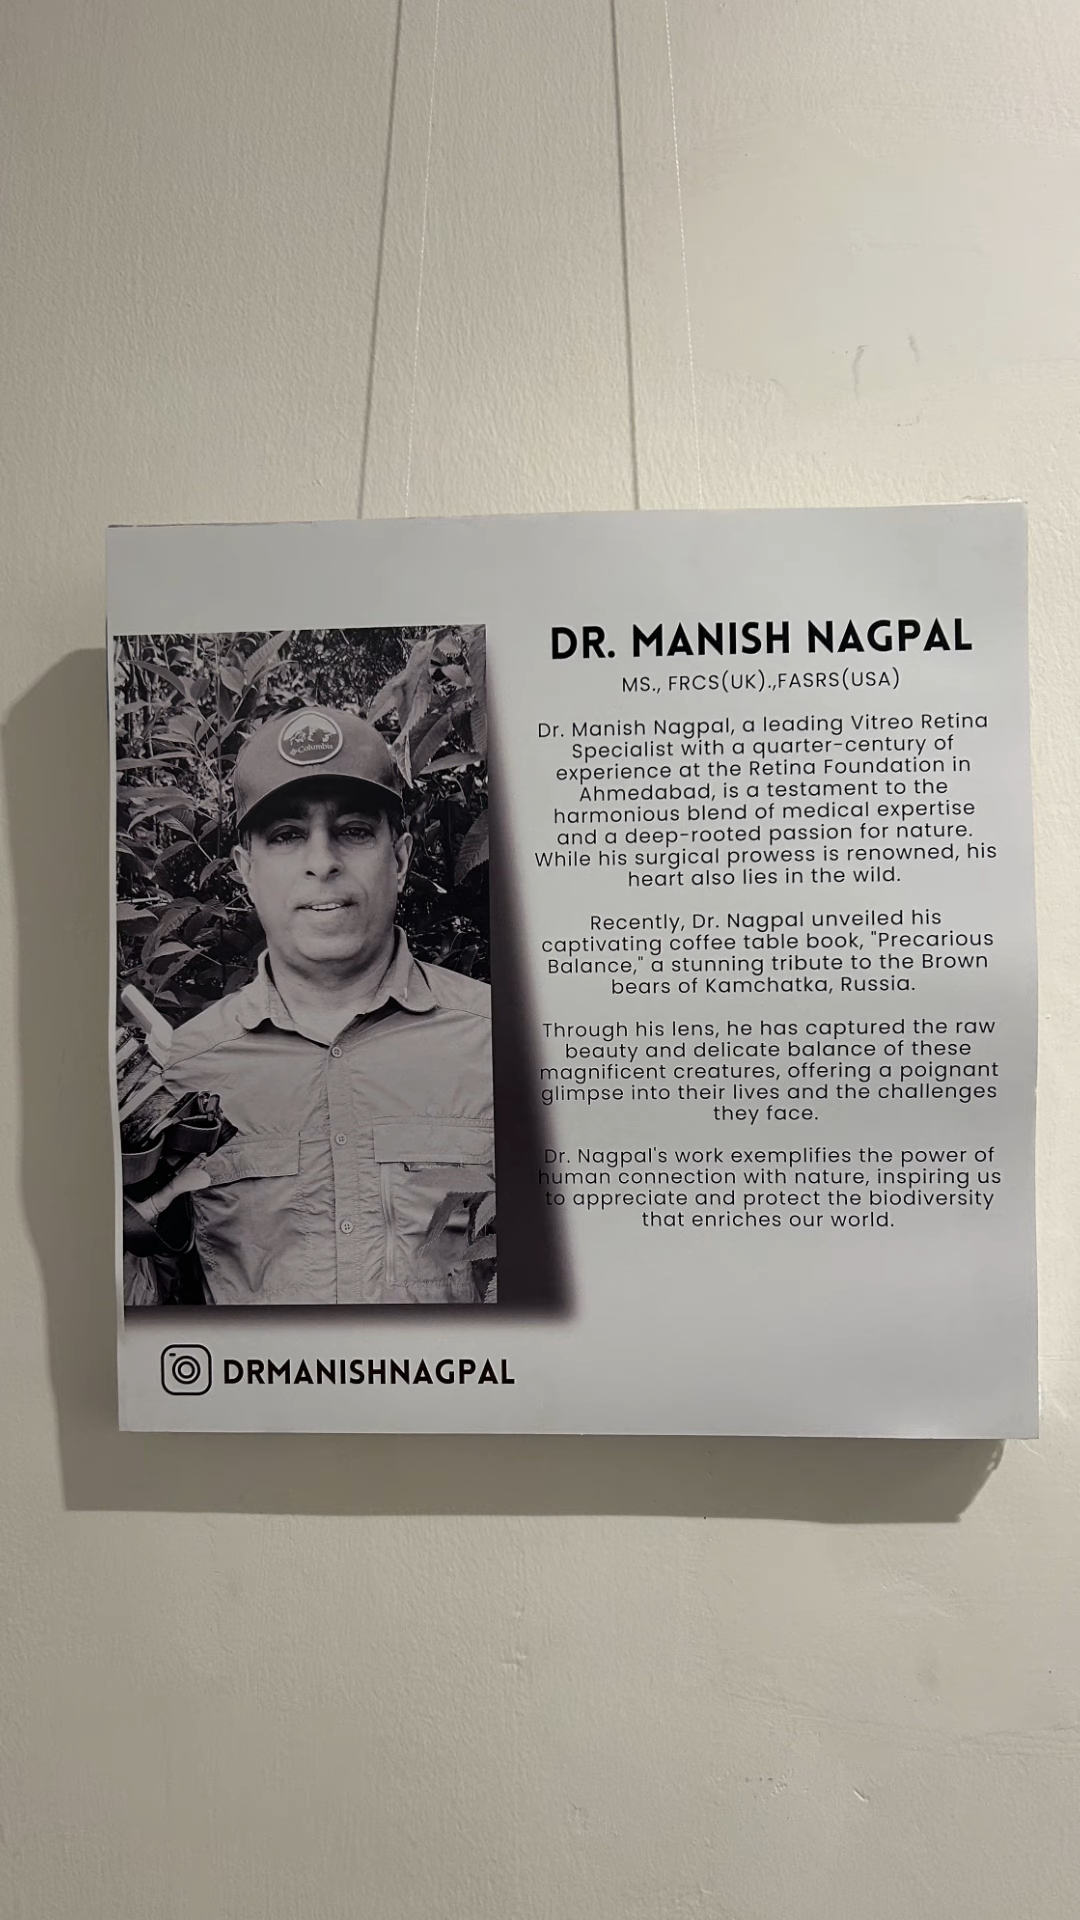 DR. MANISH NAGPAL
MS., FRCS(UK).,FASRS(USA)
Dr. Manish Nagpal, a leading Vitreo Retina
Specialist with a quarter-century of
experience at the Retina Foundation in
Ahmedabad, is a testament to the
harmonious blend of medical expertise
and a deep-rooted passion for nature.
While his surgical prowess is renowned, his
heart also lies in the wild.
Recently, Dr. Nagpal unveiled his
captivating coffee table book, "Precarious
Balance," a stunning tribute to the Brown
bears of Kamchatka, Russia.
Through his lens, he has captured the raw
beauty and delicate balance of these
magnificent creatures, offering a poignant
glimpse into their lives and the challenges
they face.
Dr. Nagpal's work exemplifies the power of
human connection with nature, inspiring us
to appreciate and protect the biodiversity
that enriches our world.
Columbia
DRMANISHNAGPAL